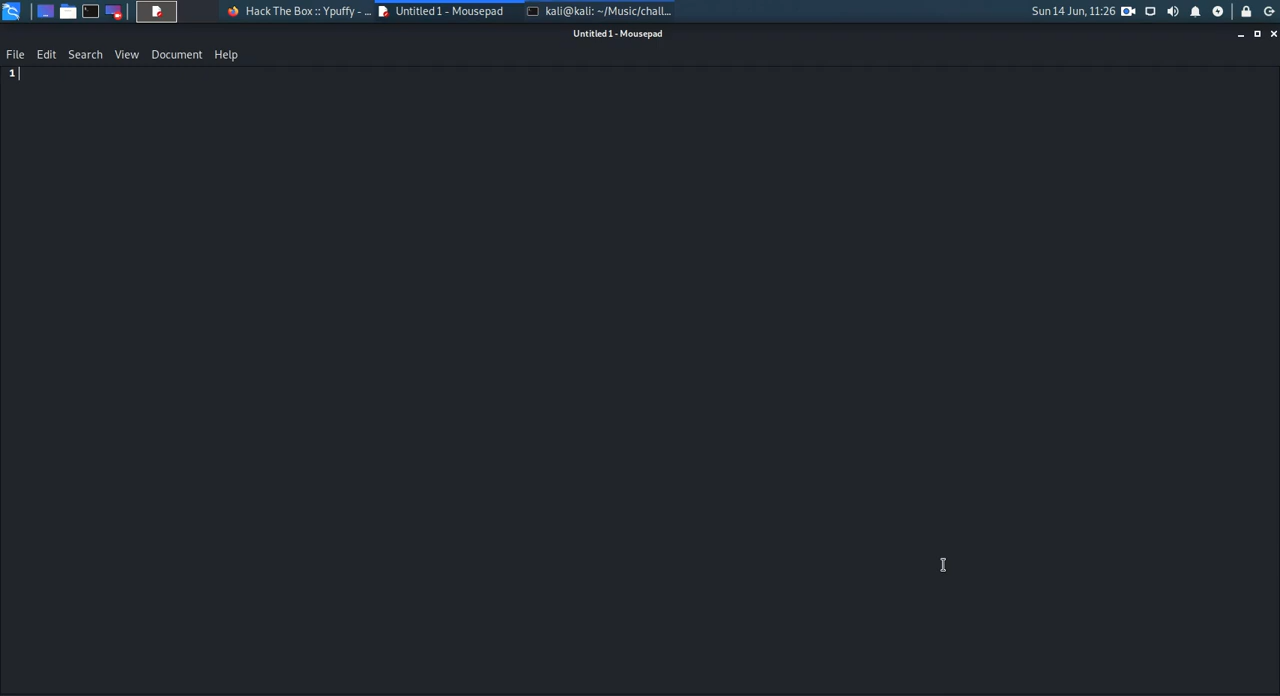 Hack The Box :: Ypuffy - ...
Untitled 1 - Mousepad
kali@kali: ~/Music/chall...
Sun 14 Jun, 11:26
Untitled 1 - Mousepad
File Edit Search View Document Help
1